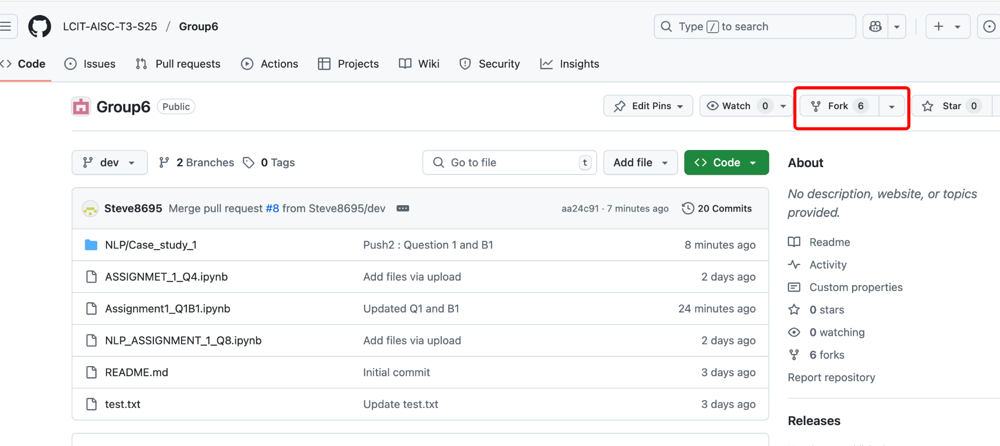 LCIT-AISC-T3-S25 / Group6
Type / to search
Code Issues Pull requests Actions Projects Wiki Security Insights
Group6 Public
Edit Pins Watch 0 Fork 6 Star 0
dev 2 Branches 0 Tags Go to file t Add file <> Code
Steve8695 Merge pull request #8 from Steve8695/dev aa24c91 · 7 minutes ago 20 Commits
NLP/Case_study_1 Push2 : Question 1 and B1 8 minutes ago
ASSIGNMET_1_Q4.ipynb Add files via upload 2 days ago
Assignment1_Q1B1.ipynb Updated Q1 and B1 24 minutes ago
NLP_ASSIGNMENT_1_Q8.ipynb Add files via upload 2 days ago
README.md Initial commit 3 days ago
test.txt Update test.txt 3 days ago
About
No description, website, or topics
provided.
Readme
Activity
Custom properties
0 stars
0 watching
6 forks
Report repository
Releases